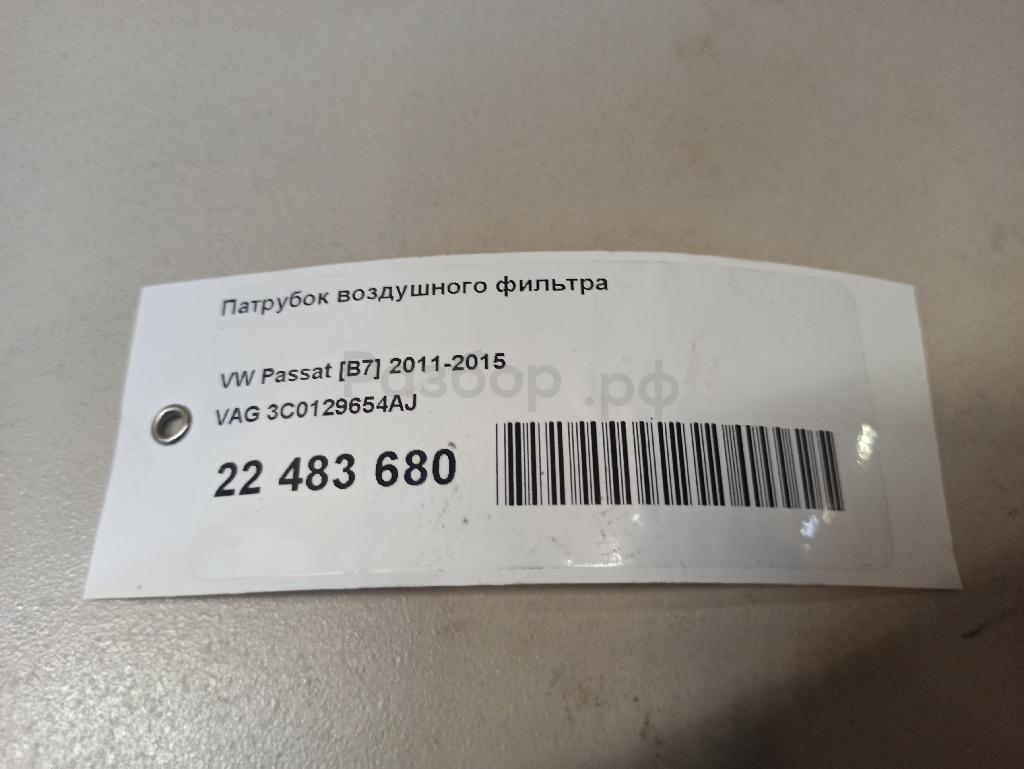 Патрубок воздушного фильтра
VW Passat [B7] 2011-2015
Разбор.рф
VAG 3C0129654AJ
22 483 680